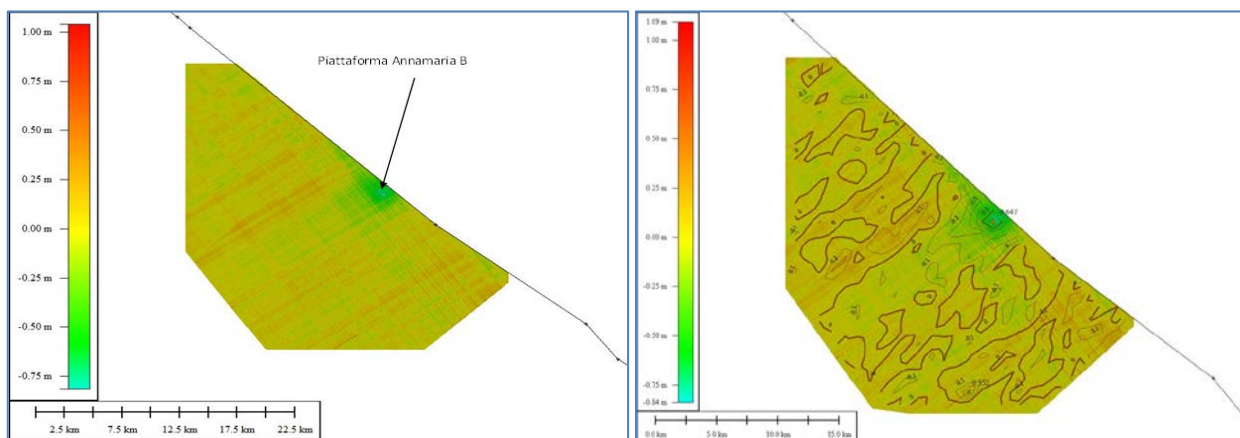 1.00 m
0.75 m
0.50 m
0.25 m
0.00 m
-0.25 m
-0.50 m
-0.75 m
Piattaforma Annamaria B
2.5 km 7.5 km 12.5 km 17.5 km 22.5 km
1.09 m
1.00 m
0.75 m
0.50 m
0.25 m
0.00 m
-0.25 m
-0.50 m
-0.75 m
-0.84 m
0.0 km 5.0 km 10.0 km 15.0 km